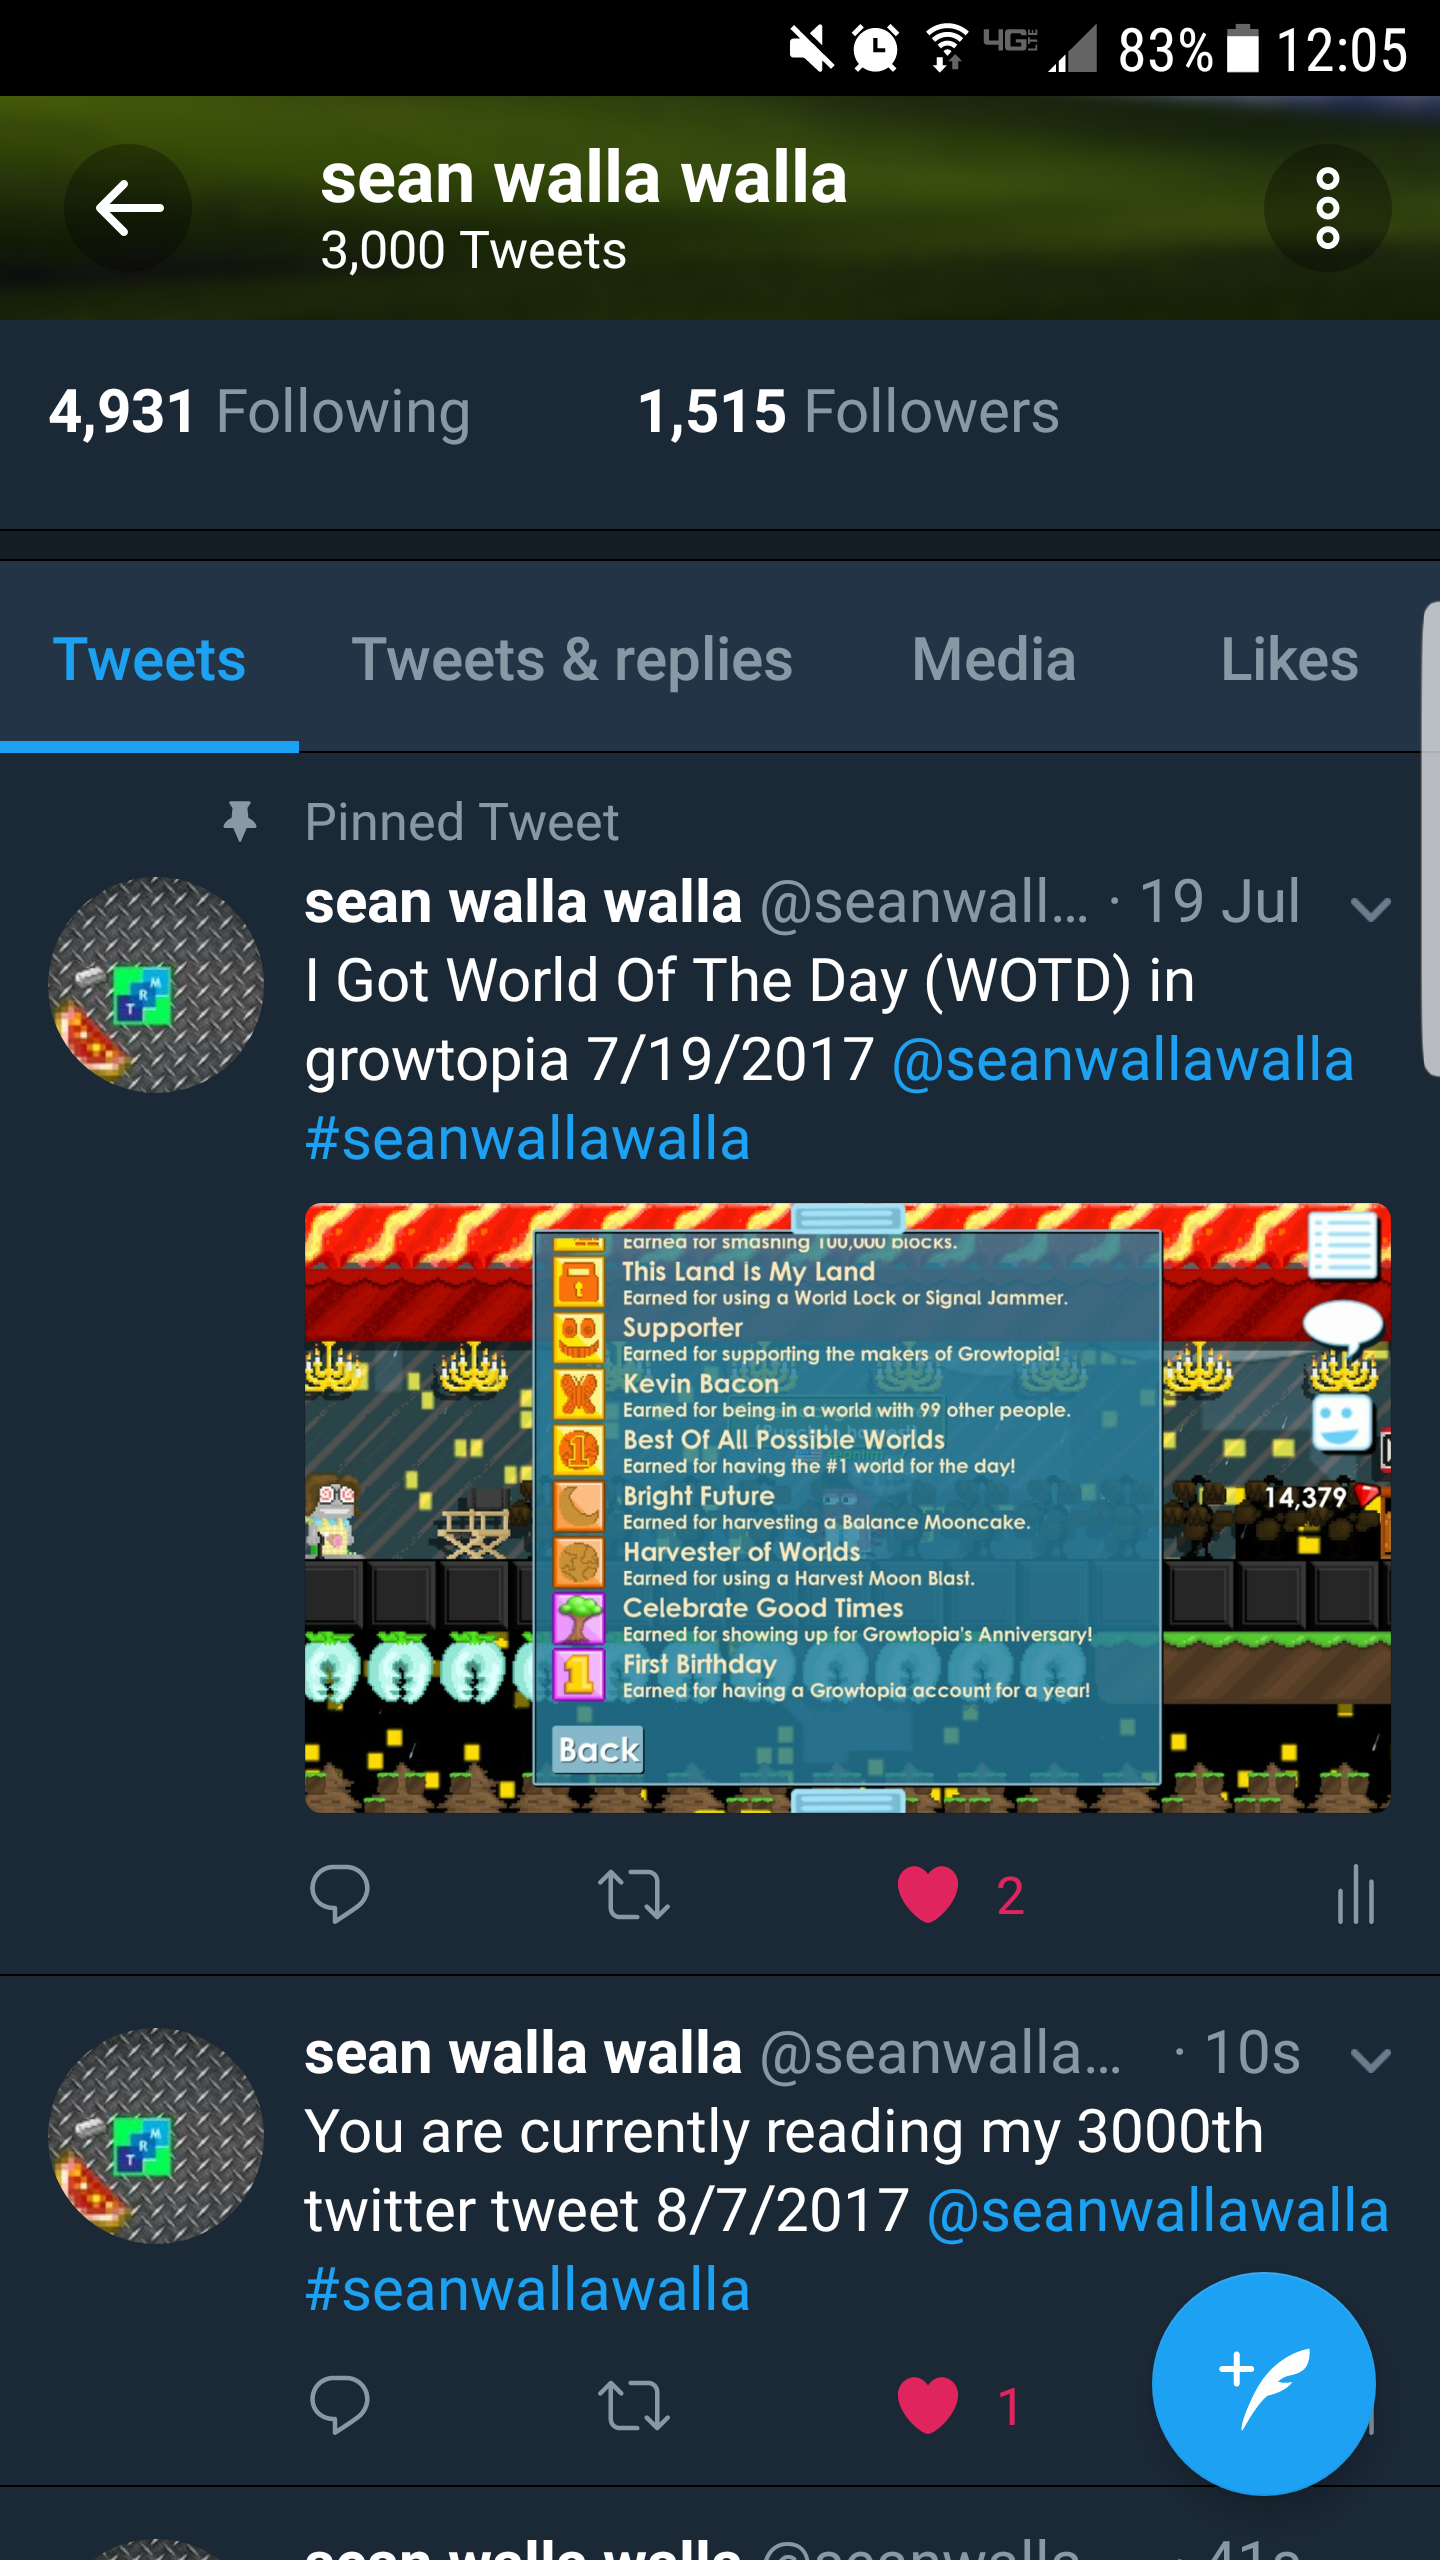 4G LTE 83% 12:05
sean walla walla
3,000 Tweets
4,931 Following 1,515 Followers
Tweets Tweets & replies Media Likes
Pinned Tweet
sean walla walla @seanwall... · 19 Jul
I Got World Of The Day (WOTD) in
growtopia 7/19/2017 @seanwallawalla
#seanwallawalla
Earned for smashing 100,000 blocks.
This Land Is My Land
Earned for using a World Lock or Signal Jammer.
Supporter
Earned for supporting the makers of Growtopia!
Kevin Bacon
Earned for being in a world with 99 other people.
Best Of All Possible Worlds
Earned for having the #1 world for the day!
Bright Future
Earned for harvesting a Balance Mooncake.
14,379
Harvester of Worlds
Earned for using a Harvest Moon Blast.
Celebrate Good Times
Earned for showing up for Growtopia's Anniversary!
1 First Birthday
Earned for having a Growtopia account for a year!
Back
2
T R M
sean walla walla @seanwalla... · 10s
You are currently reading my 3000th
twitter tweet 8/7/2017 @seanwallawalla
#seanwallawalla
T R M
1
sean walla walla @seanwalla... · 41s